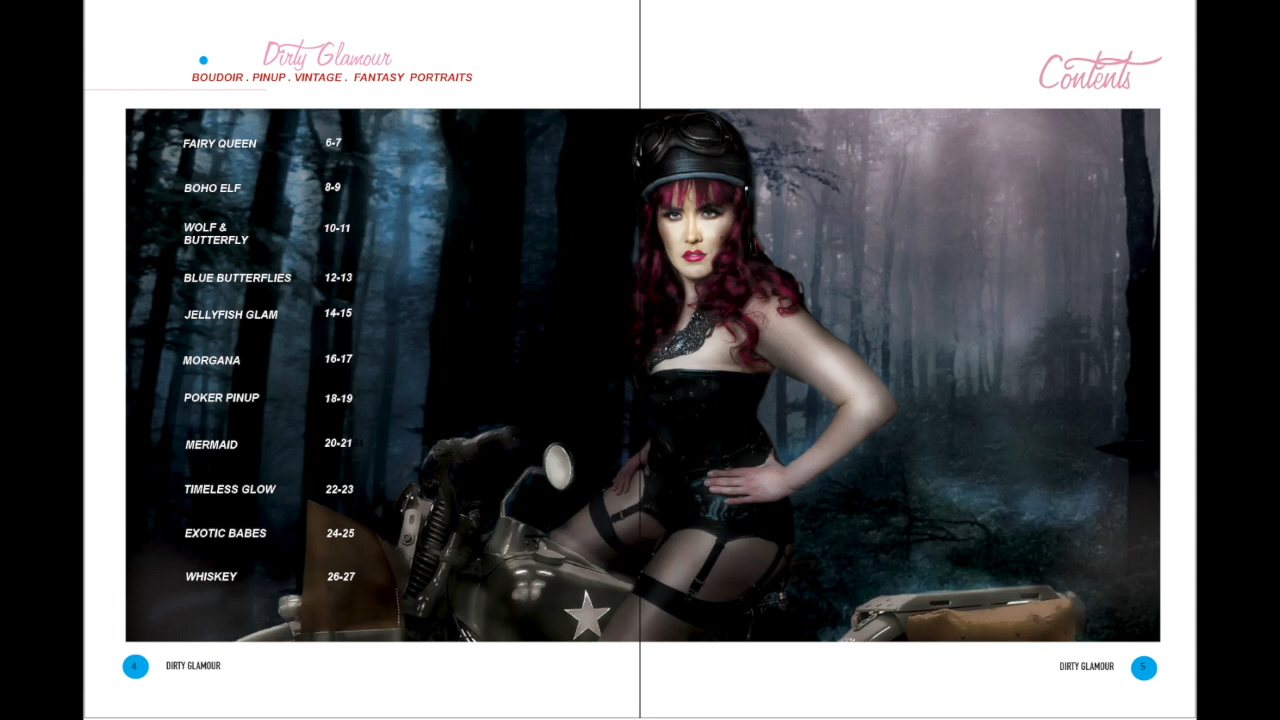 Dirty Glamour
BOUDOIR . PINUP . VINTAGE . FANTASY PORTRAITS
Contents
FAIRY QUEEN 6-7
BOHO ELF 8-9
WOLF & 10-11
BUTTERFLY
BLUE BUTTERFLIES 12-13
JELLYFISH GLAM 14-15
MORGANA 16-17
POKER PINUP 18-19
MERMAID 20-21
TIMELESS GLOW 22-23
EXOTIC BABES 24-25
WHISKEY 26-27
4 DIRTY GLAMOUR
DIRTY GLAMOUR 5